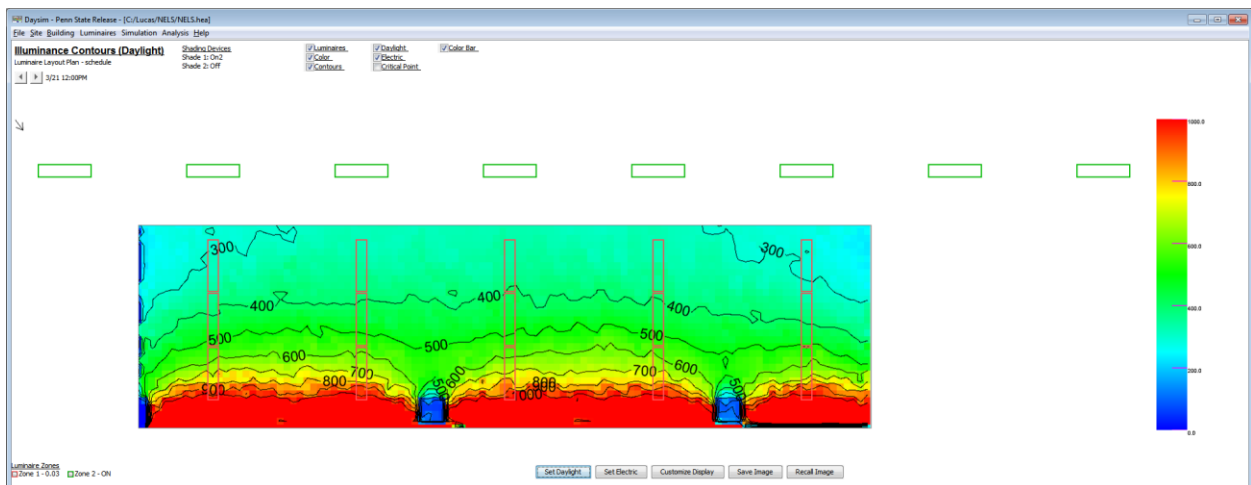 Daysim - Penn State Release - [C:/Lucas/NELS/NELS.hea]
File Site Building Luminaires Simulation Analysis Help
Illuminance Contours (Daylight)
Luminaire Layout Plan - schedule
3/21 12:00PM
Shading Devices
Shade 1: On2
Shade 2: Off
Luminaires Daylight Color Bar
Color Electric
Contours Critical Point
1000.0
800.0
600.0
400.0
200.0
0.0
300 300
400 400 400
500 500 500
600 600 600
700 700
800 800
500 500
Luminaire Zones
Zone 1 - 0.03 Zone 2 - ON
Set Daylight Set Electric Customize Display Save Image Recall Image